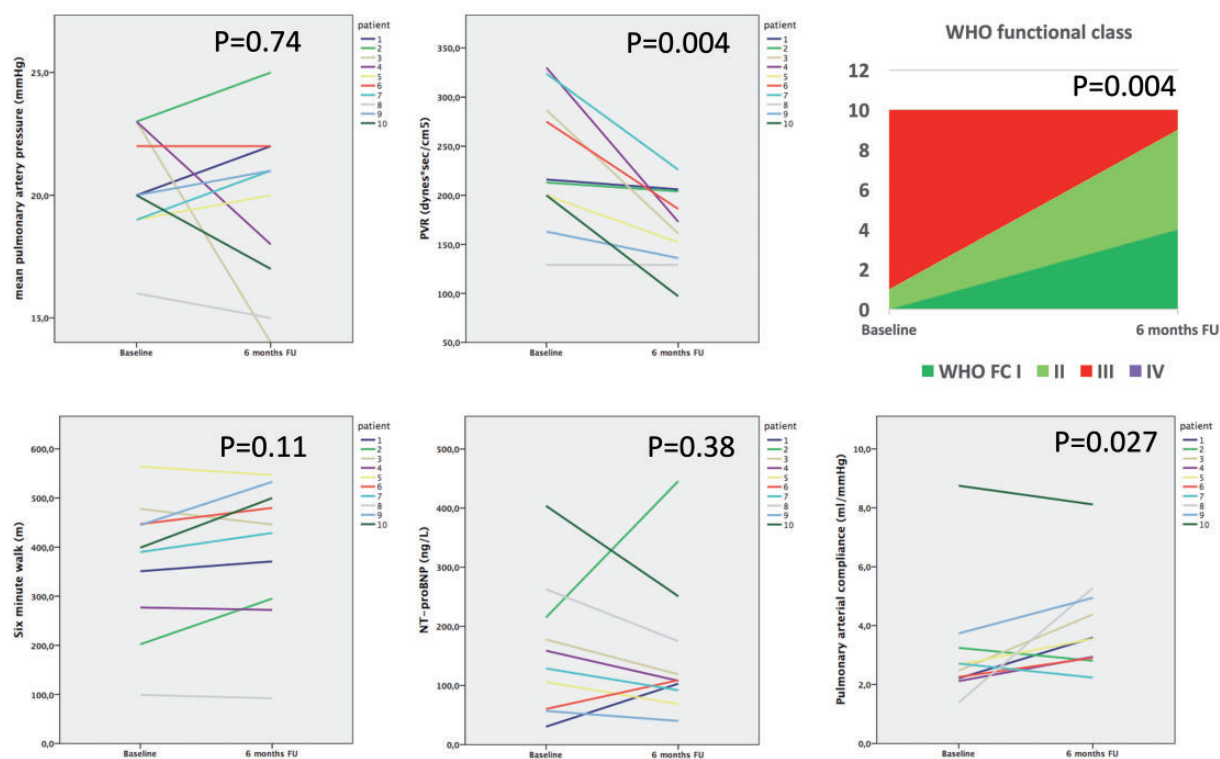 P=0.74
mean pulmonary artery pressure (mmHg)
25,0
20,0
15,0
Baseline
6 months FU
patient
1
2
3
4
5
6
7
8
9
10
P=0.004
PVR (dynes*sec/cm5)
350,0
300,0
250,0
200,0
150,0
100,0
50,0
Baseline
6 months FU
patient
1
2
3
4
5
6
7
8
9
10
WHO functional class
P=0.004
12
10
8
6
4
2
0
Baseline
6 months FU
WHO FC I
II
III
IV
P=0.11
Six minute walk (m)
600,0
500,0
400,0
300,0
200,0
100,0
0,0
Baseline
6 months FU
patient
1
2
3
4
5
6
7
8
9
10
P=0.38
NT-proBNP (ng/L)
500,0
400,0
300,0
200,0
100,0
0,0
Baseline
6 months FU
patient
1
2
3
4
5
6
7
8
9
10
P=0.027
Pulmonary arterial compliance (ml/mmHg)
10,0
8,0
6,0
4,0
2,0
0,0
Baseline
6 months FU
patient
1
2
3
4
5
6
7
8
9
10